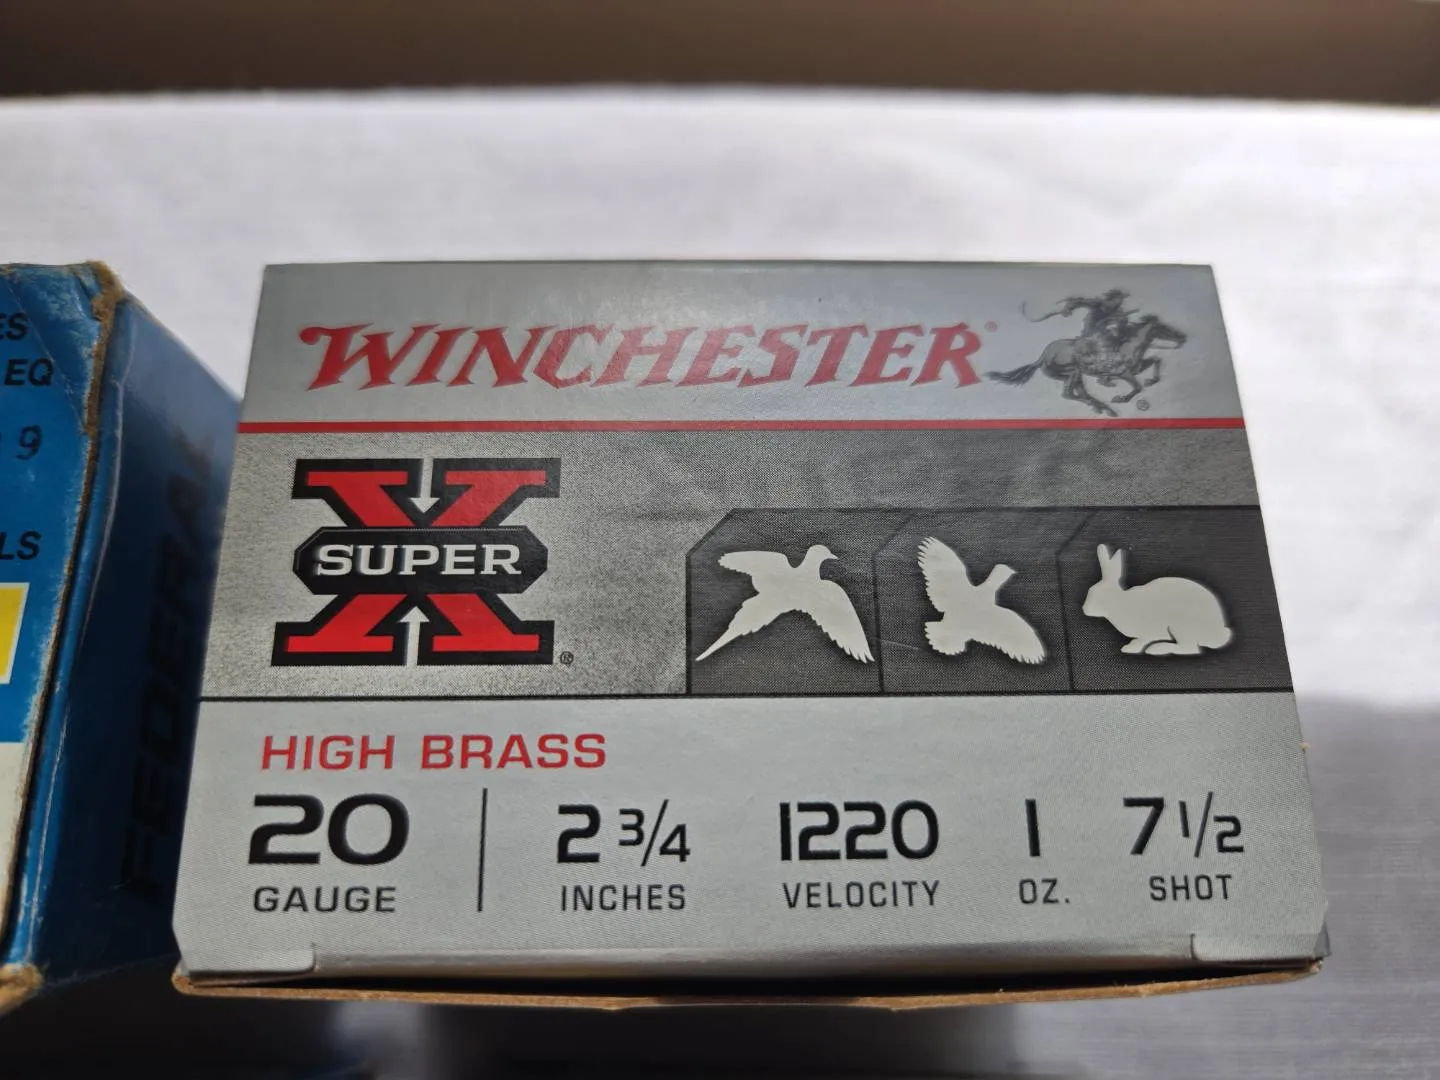 ES
EQ
9
LS
FEDERAL
WINCHESTER®
SUPER X®
HIGH BRASS
20 GAUGE | 2 3/4 INCHES 1220 VELOCITY 1 OZ. 7 1/2 SHOT